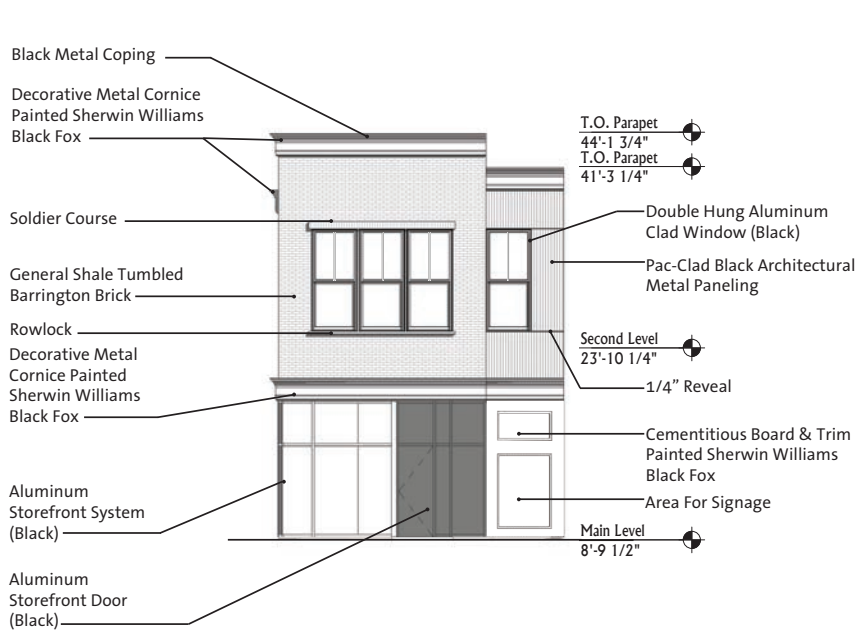 Black Metal Coping
Decorative Metal Cornice
Painted Sherwin Williams
Black Fox
Soldier Course
General Shale Tumbled
Barrington Brick
Rowlock
Decorative Metal
Cornice Painted
Sherwin Williams
Black Fox
Aluminum
Storefront System
(Black)
Aluminum
Storefront Door
(Black)
T.O. Parapet
44'-1 3/4"
T.O. Parapet
41'-3 1/4"
Double Hung Aluminum
Clad Window (Black)
Pac-Clad Black Architectural
Metal Paneling
Second Level
23'-10 1/4"
1/4” Reveal
Cementitious Board & Trim
Painted Sherwin Williams
Black Fox
Area For Signage
Main Level
8'-9 1/2"